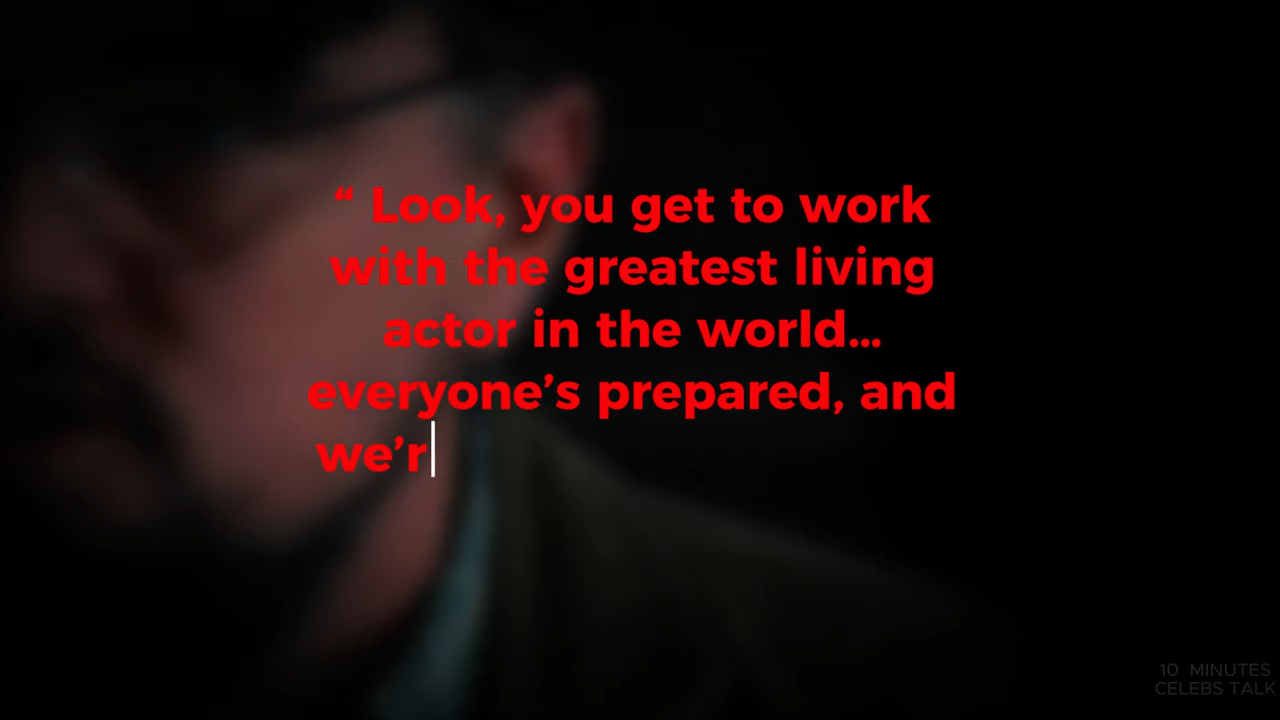 “ Look, you get to work
with the greatest living
actor in the world...
everyone’s prepared, and
we’r
10 MINUTES
CELEBS TALK